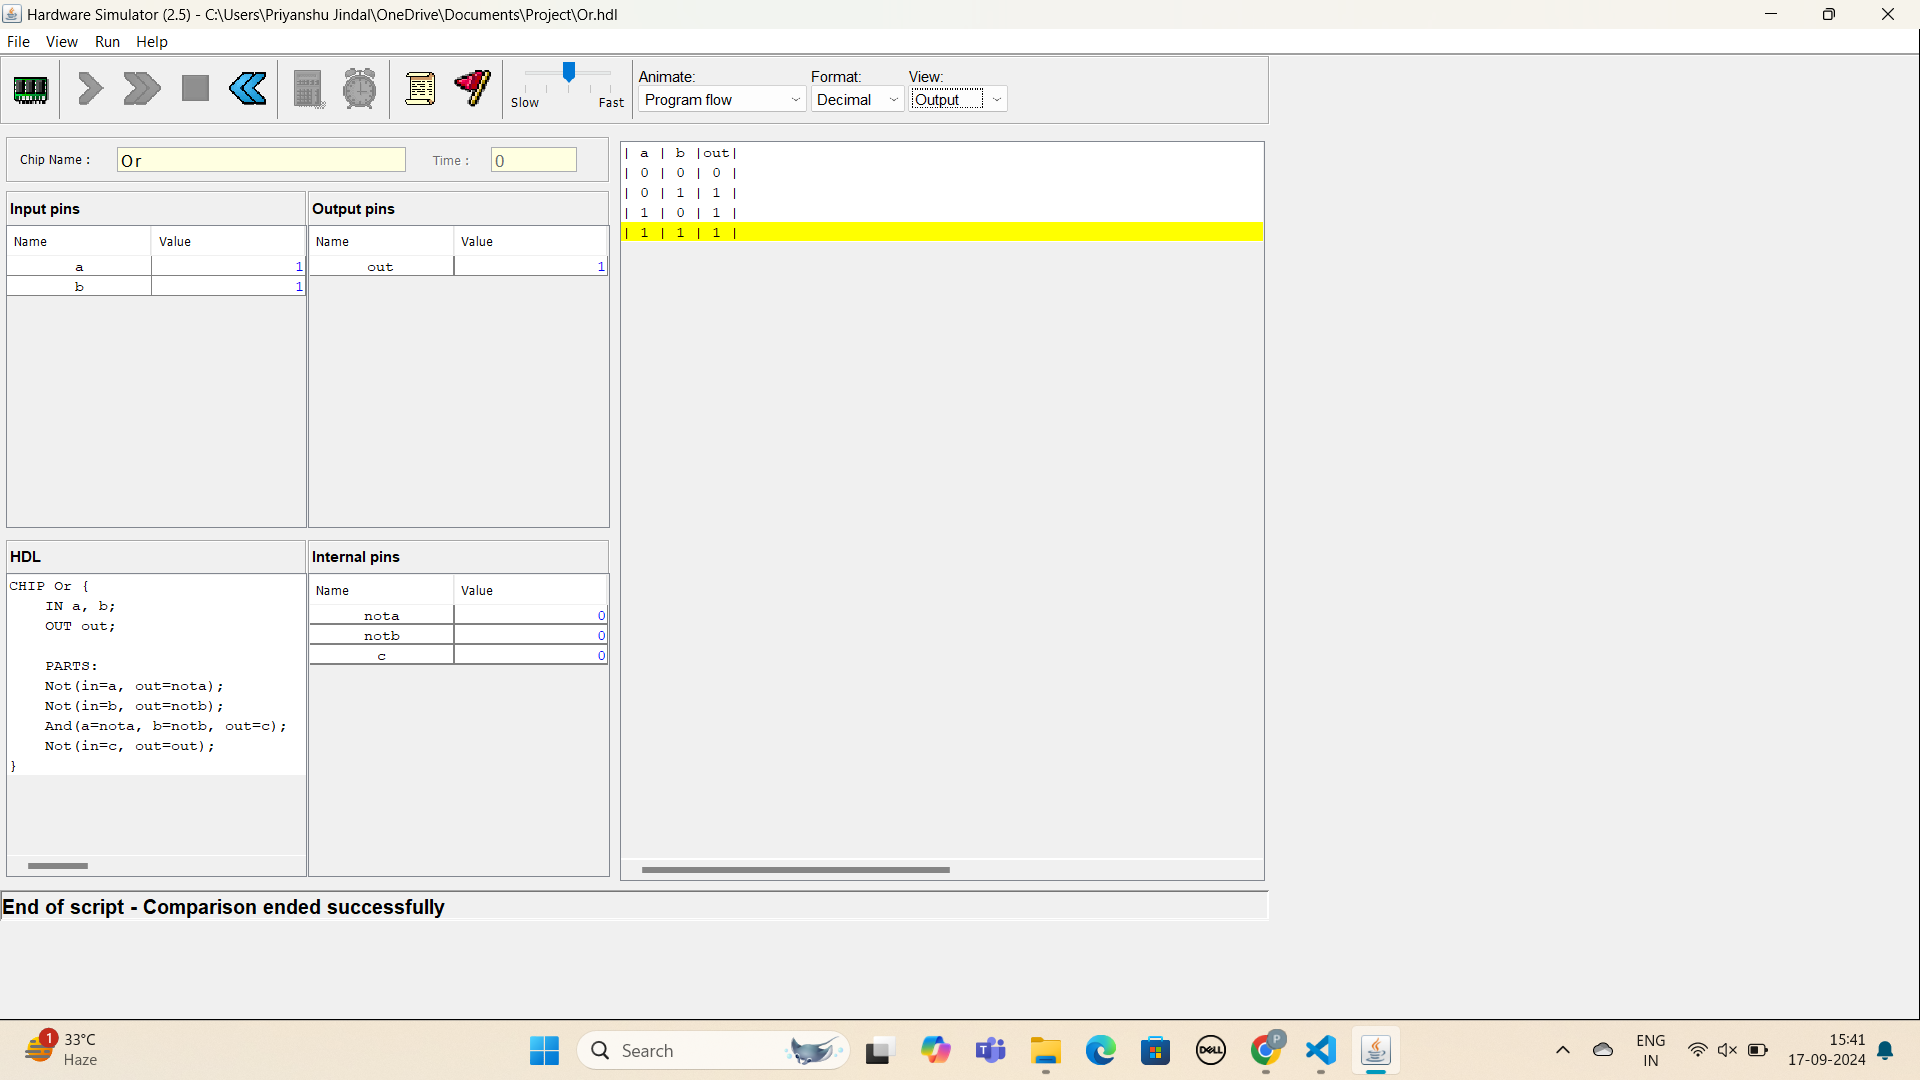 Hardware Simulator (2.5) - C:\Users\Priyanshu Jindal\OneDrive\Documents\Project\Or.hdl
File View Run Help
Slow Fast
Animate: Format: View:
Program flow Decimal Output
Chip Name : Or Time : 0
Input pins
Name Value
a 1
b 1
Output pins
Name Value
out 1
HDL
CHIP Or {
IN a, b;
OUT out;
PARTS:
Not(in=a, out=nota);
Not(in=b, out=notb);
And(a=nota, b=notb, out=c);
Not(in=c, out=out);
}
Internal pins
Name Value
nota 0
notb 0
c 0
| a | b |out|
| 0 | 0 | 0 |
| 0 | 1 | 1 |
| 1 | 0 | 1 |
| 1 | 1 | 1 |
End of script - Comparison ended successfully
1
33°C
Haze
Search
DELL
P
ENG
IN
15:41
17-09-2024